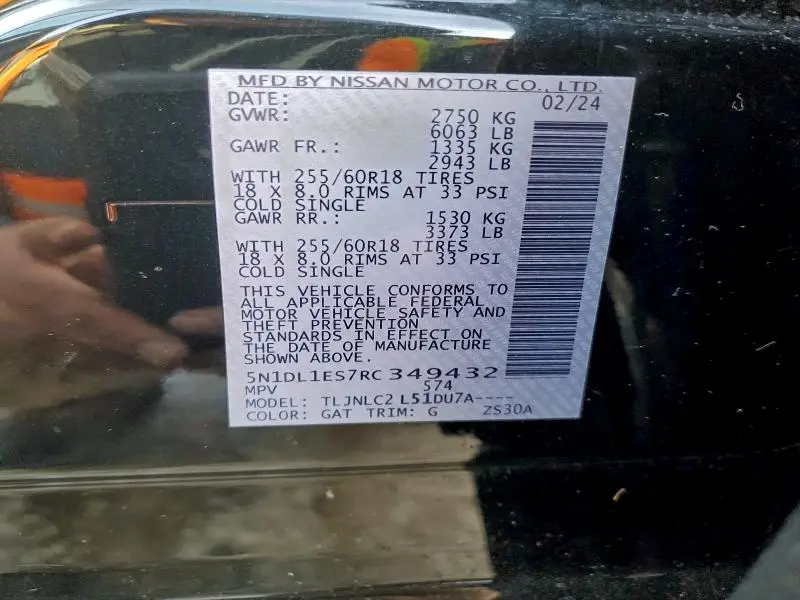 MFD BY NISSAN MOTOR CO., LTD.
DATE: 02/24
GVWR: 2750 KG
6063 LB
GAWR FR.: 1335 KG
2943 LB
WITH 255/60R18 TIRES
18 X 8.0 RIMS AT 33 PSI
COLD SINGLE
GAWR RR.: 1530 KG
3373 LB
WITH 255/60R18 TIRES
18 X 8.0 RIMS AT 33 PSI
COLD SINGLE
THIS VEHICLE CONFORMS TO
ALL APPLICABLE FEDERAL
MOTOR VEHICLE SAFETY AND
THEFT PREVENTION
STANDARDS IN EFFECT ON
THE DATE OF MANUFACTURE
SHOWN ABOVE.
5N1DL1ES7RC 349432
MPV 574
MODEL: TLJNLC2 L51DU7A----
COLOR: GAT TRIM: G ZS30A